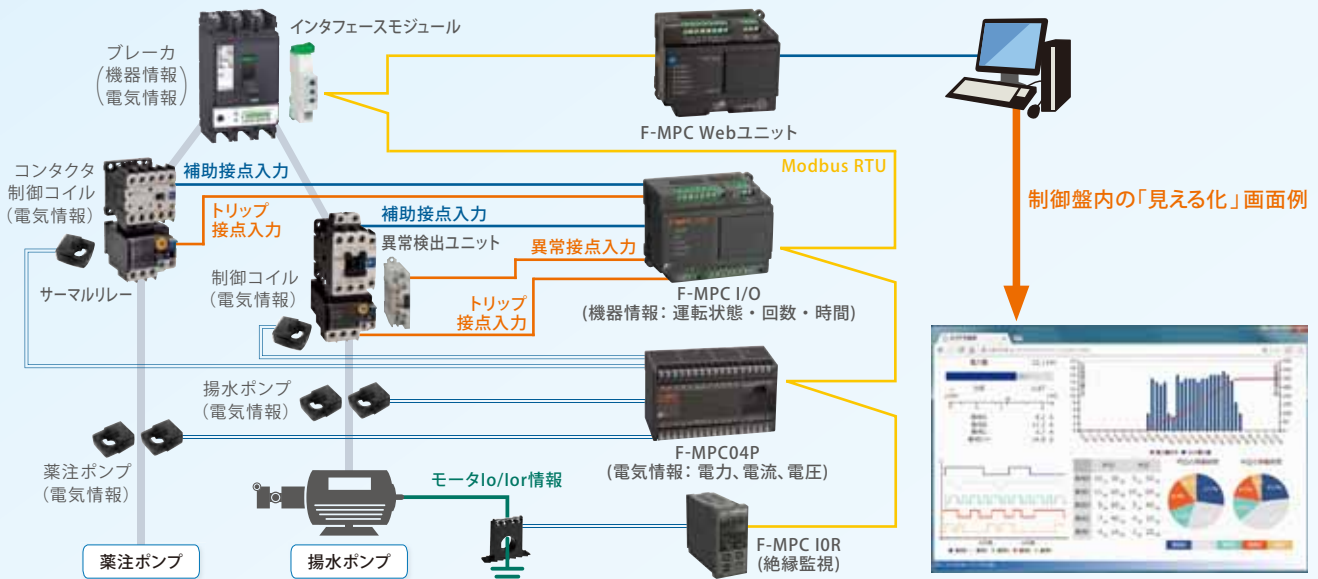 インタフェースモジュール
ブレーカ
(機器情報
電気情報)
F-MPC Webユニット
Modbus RTU
コンタクタ
制御コイル
(電気情報)
補助接点入力
トリップ
接点入力
補助接点入力
異常検出ユニット
異常接点入力
制御コイル
(電気情報)
サーマルリレー
トリップ
接点入力
F-MPC I/O
(機器情報：運転状態・回数・時間)
制御盤内の「見える化」画面例
揚水ポンプ
(電気情報)
F-MPC04P
(電気情報：電力、電流、電圧)
薬注ポンプ
(電気情報)
モータIo/Ior情報
F-MPC I0R
(絶縁監視)
薬注ポンプ
揚水ポンプ